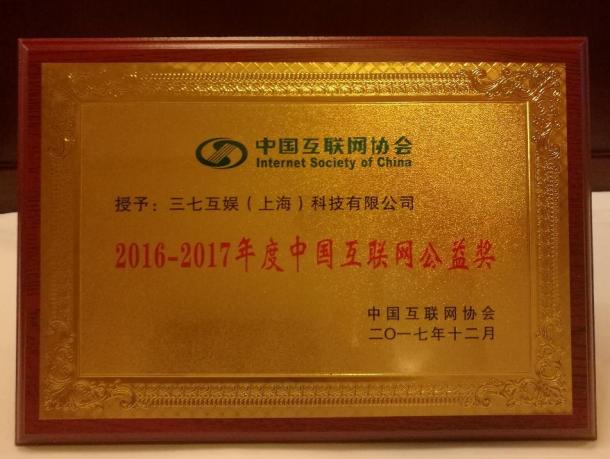 中国互联网协会
Internet Society of China
授予：三七互娱（上海）科技有限公司
2016-2017年度中国互联网公益奖
中国互联网协会
二〇一七年十二月